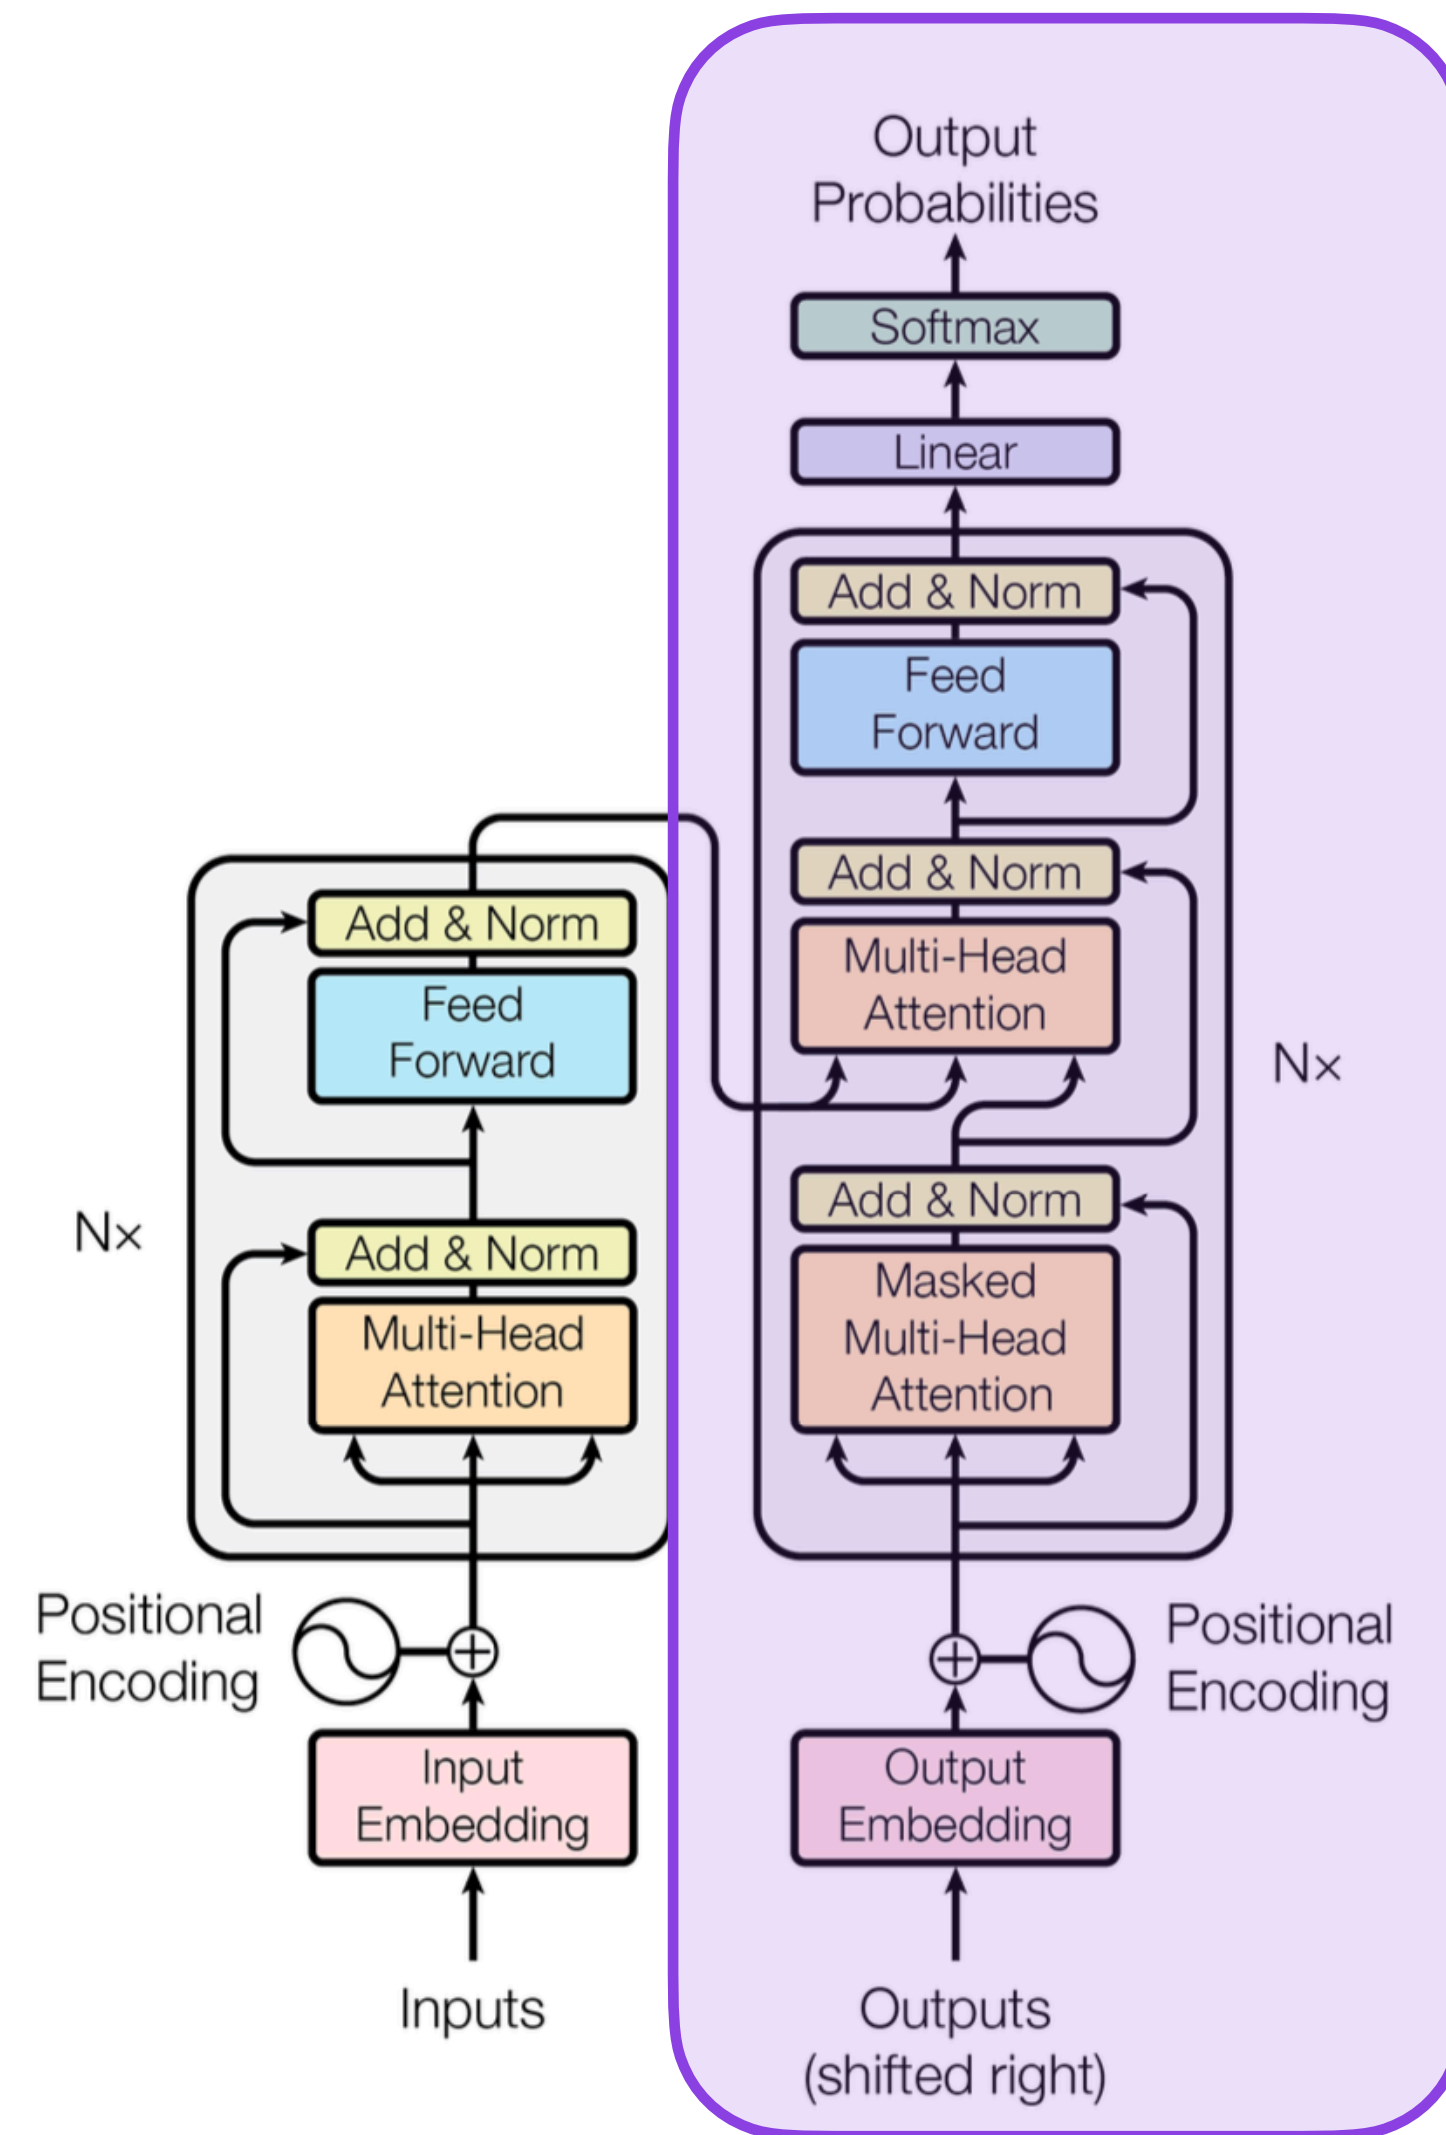 Output
Probabilities
Softmax
Linear
Add & Norm
Feed
Forward
Add & Norm
Multi-Head
Attention
N×
Add & Norm
Masked
Multi-Head
Attention
Positional
Encoding
Output
Embedding
Outputs
(shifted right)
Add & Norm
Feed
Forward
N×
Add & Norm
Multi-Head
Attention
Positional
Encoding
Input
Embedding
Inputs